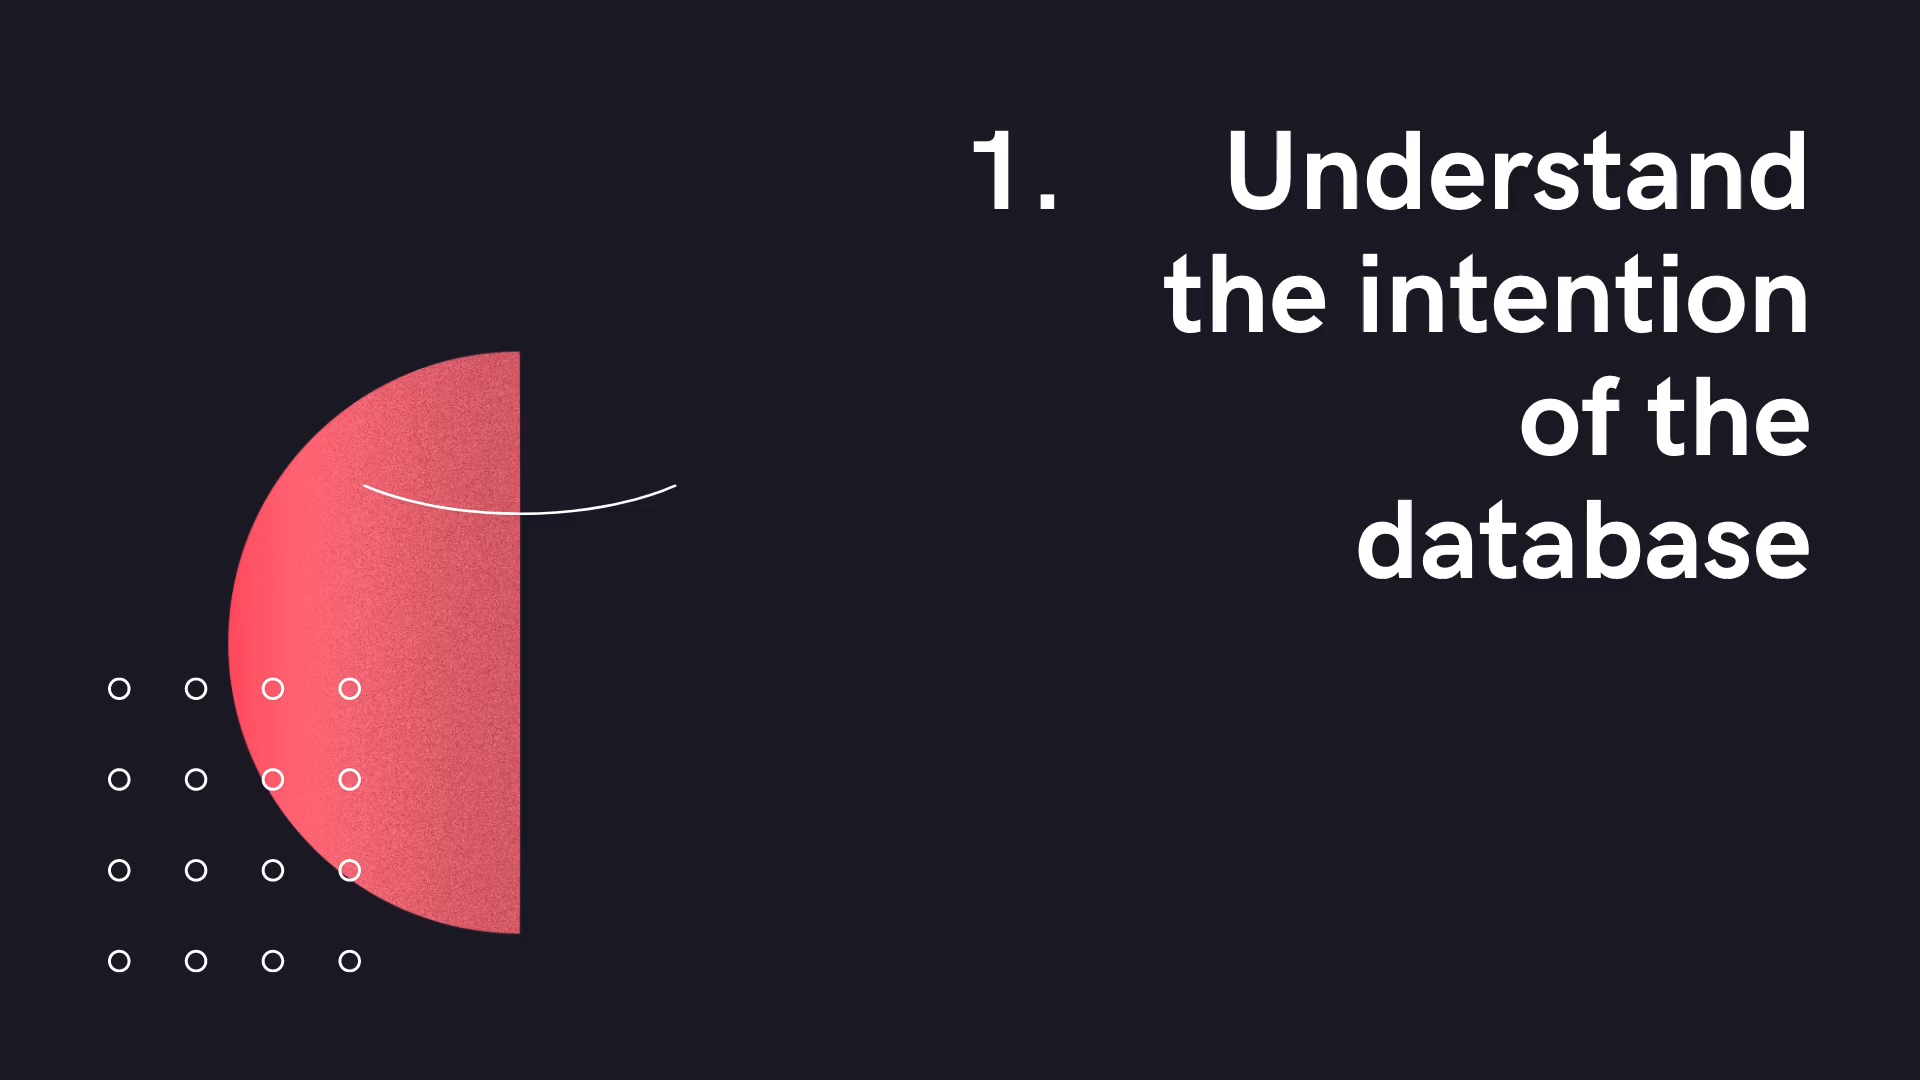 1. Understand
the intention
of the
database